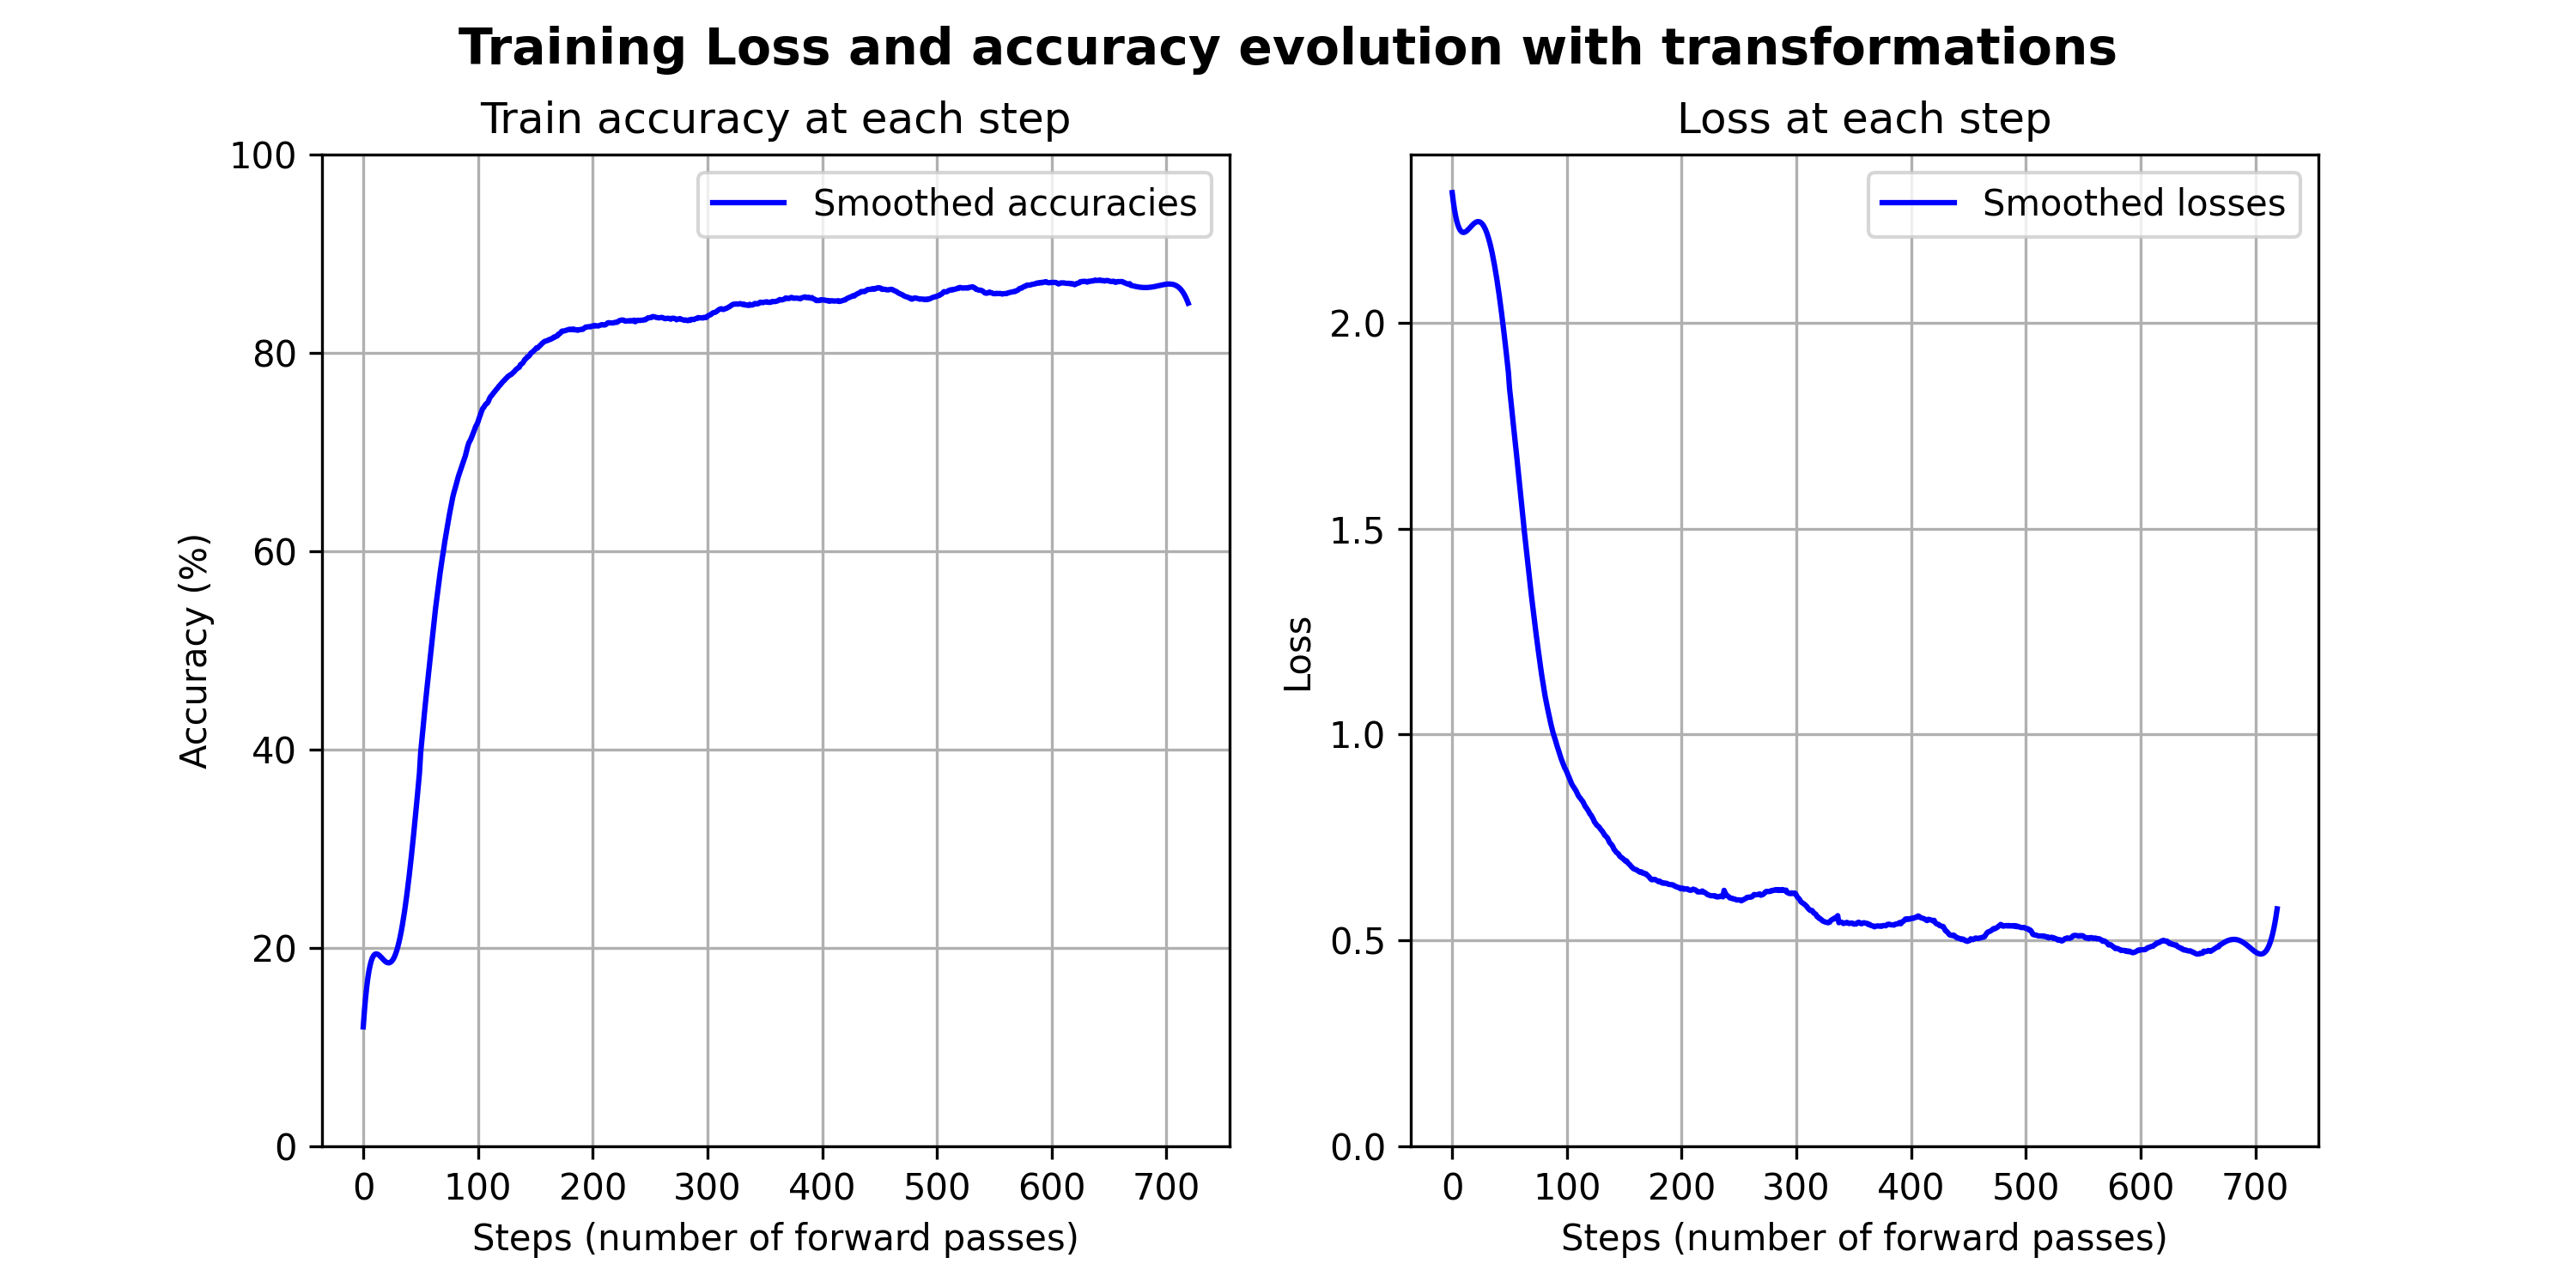 Training Loss and accuracy evolution with transformations
Train accuracy at each step
100
80
60
40
20
0
Accuracy (%)
Smoothed accuracies
0 100 200 300 400 500 600 700
Steps (number of forward passes)
Loss at each step
2.0
1.5
1.0
0.5
0.0
Loss
Smoothed losses
0 100 200 300 400 500 600 700
Steps (number of forward passes)